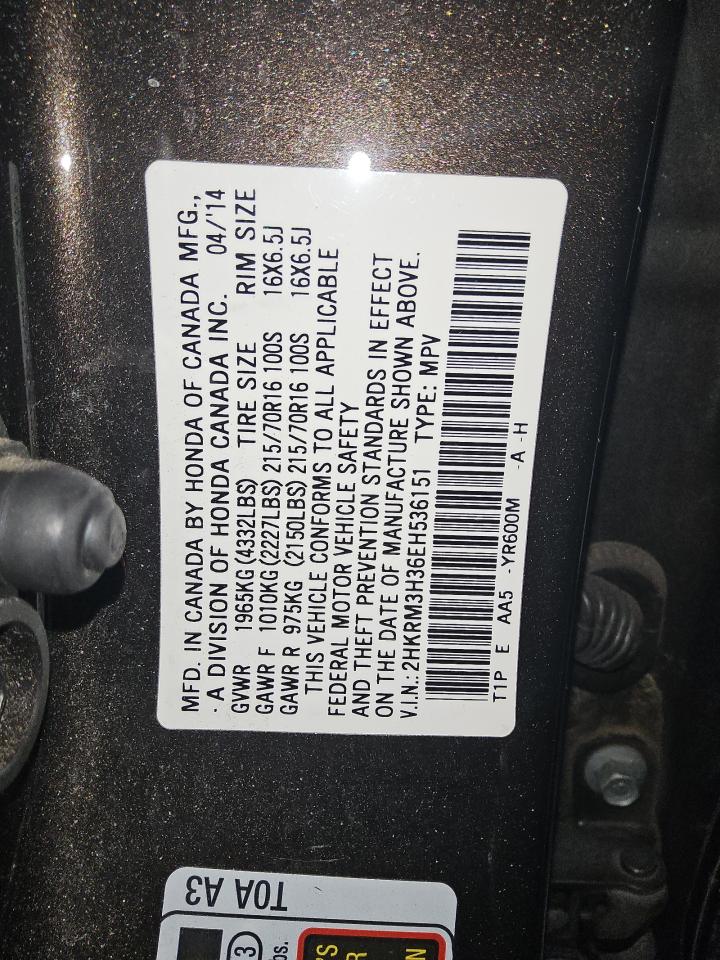 MFD. IN CANADA BY HONDA OF CANADA MFG.,
· A DIVISION OF HONDA CANADA INC. 04/'14
GVWR 1965KG (4332LBS) TIRE SIZE RIM SIZE
GAWR F 1010KG (2227LBS) 215/70R16 100S 16X6.5J
GAWR R 975KG (2150LBS) 215/70R16 100S 16X6.5J
THIS VEHICLE CONFORMS TO ALL APPLICABLE
FEDERAL MOTOR VEHICLE SAFETY
AND THEFT PREVENTION STANDARDS IN EFFECT
ON THE DATE OF MANUFACTURE SHOWN ABOVE.
V.I.N.: 2HKRM3H36EH536151 TYPE: MPV
T1P E AA5 -YR600M -A -H
T0A A3
3